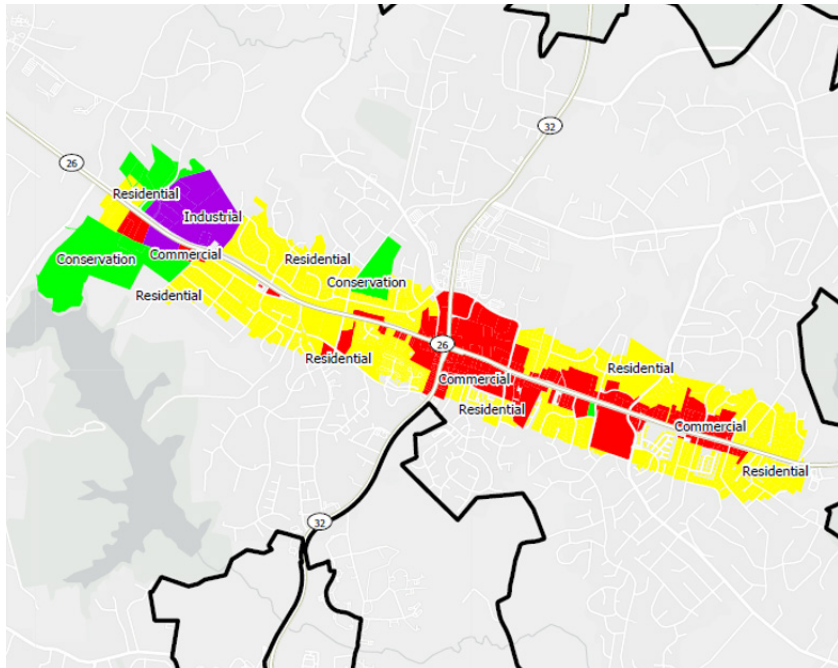 32
26
Residential
Industrial
Commercial
Conservation
Residential
Residential
Conservation
26
Residential
Residential
Commercial
Residential
Commercial
Residential
32